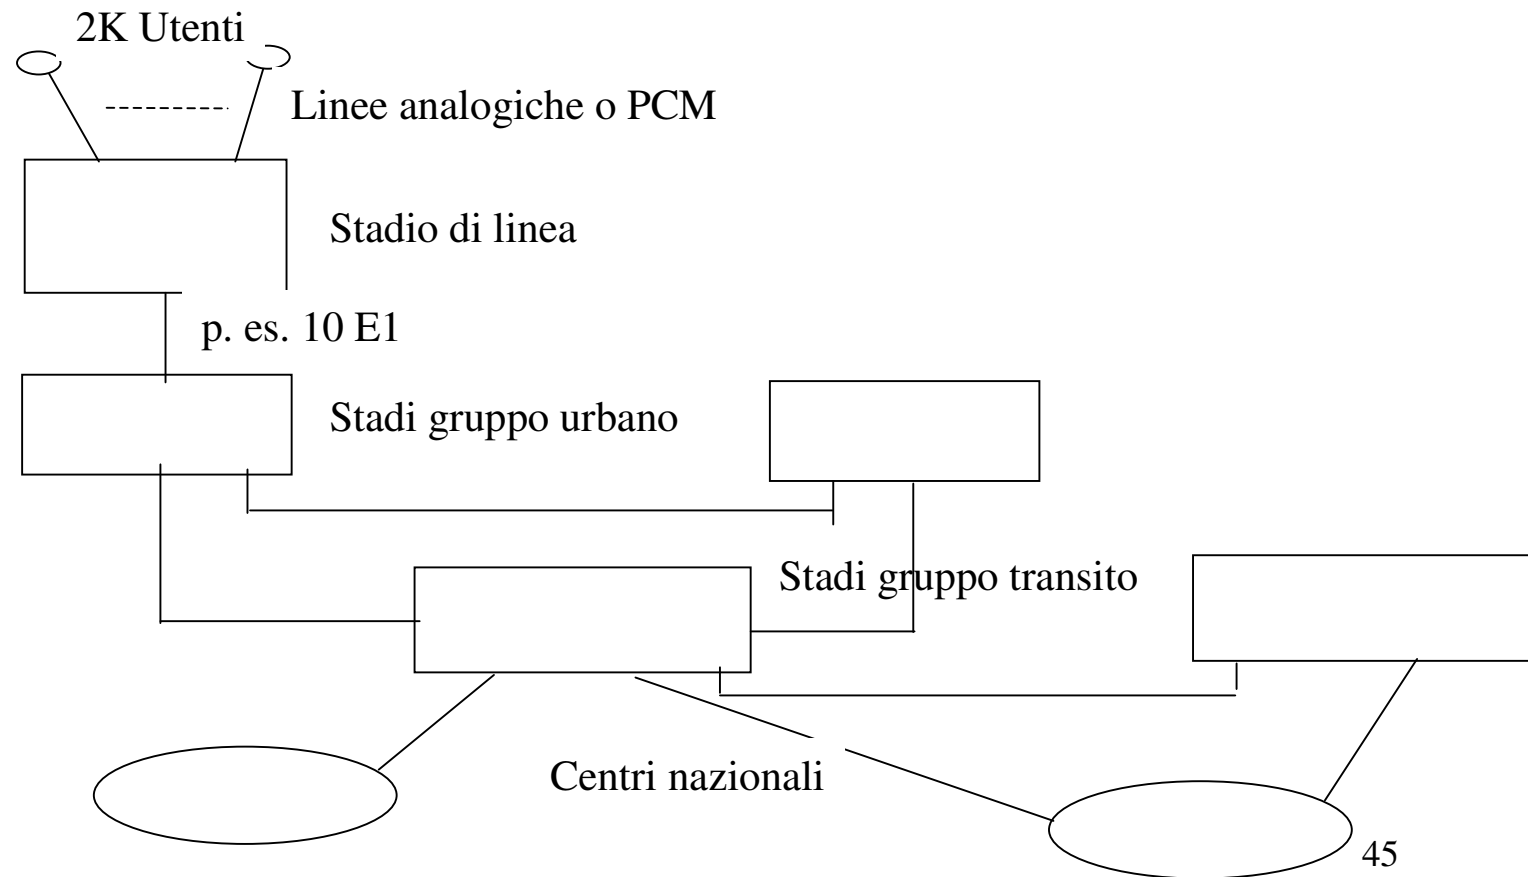 2K Utenti
Linee analogiche o PCM
Stadio di linea
p. es. 10 E1
Stadi gruppo urbano
Stadi gruppo transito
Centri nazionali
45